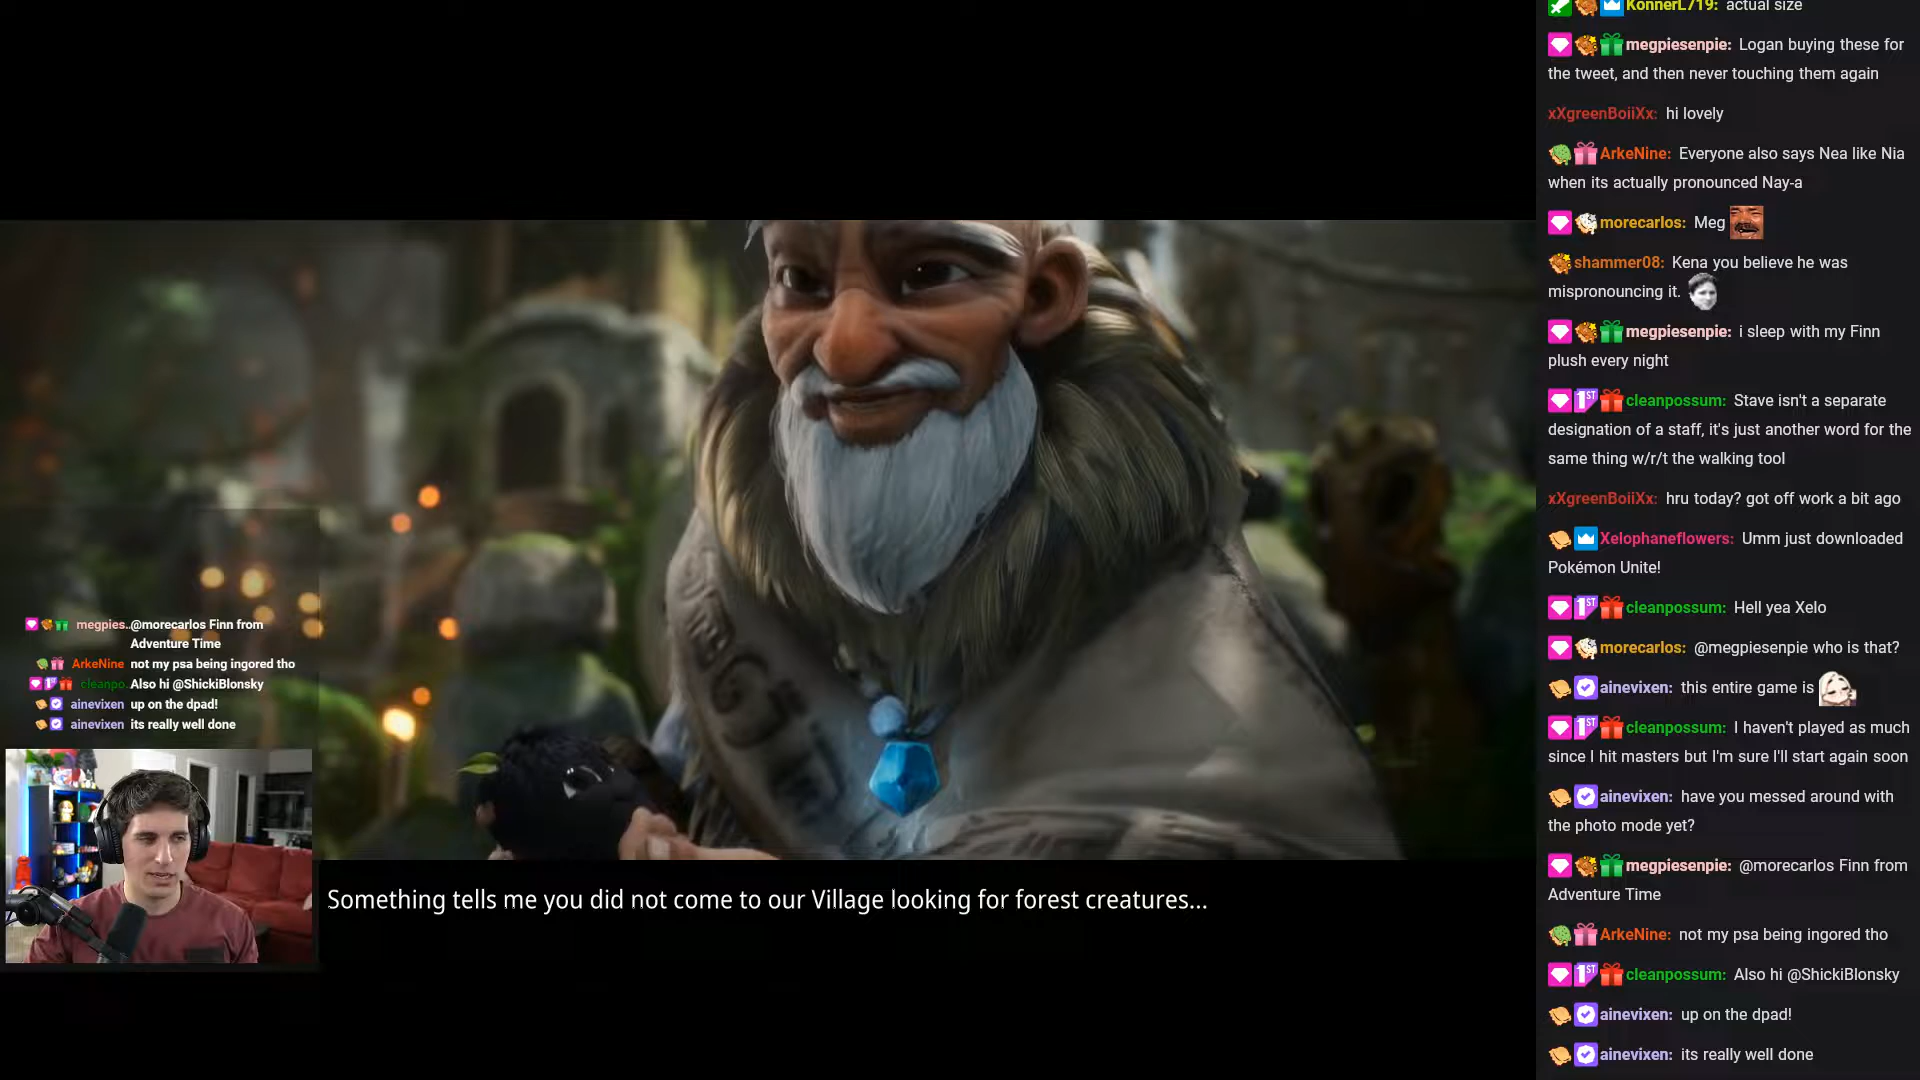 KonnerL719: actual size
megpiesenpie: Logan buying these for
the tweet, and then never touching them again
xXgreenBoiiXx: hi lovely
ArkeNine: Everyone also says Nea like Nia
when its actually pronounced Nay-a
morecarlos: Meg
shammer08: Kena you believe he was
mispronouncing it.
megpiesenpie: i sleep with my Finn
plush every night
1ST cleanpossum: Stave isn't a separate
designation of a staff, it's just another word for the
same thing w/r/t the walking tool
xXgreenBoiiXx: hru today? got off work a bit ago
Xelophaneflowers: Umm just downloaded
Pokémon Unite!
1ST cleanpossum: Hell yea Xelo
morecarlos: @megpiesenpie who is that?
ainevixen: this entire game is
1ST cleanpossum: I haven't played as much
since I hit masters but I'm sure I'll start again soon
ainevixen: have you messed around with
the photo mode yet?
megpiesenpie: @morecarlos Finn from
Adventure Time
ArkeNine: not my psa being ingored tho
1ST cleanpossum: Also hi @ShickiBlonsky
ainevixen: up on the dpad!
ainevixen: its really well done
megpies.. @morecarlos Finn from
Adventure Time
ArkeNine not my psa being ingored tho
cleanpo.. Also hi @ShickiBlonsky
ainevixen up on the dpad!
ainevixen its really well done
Something tells me you did not come to our Village looking for forest creatures...